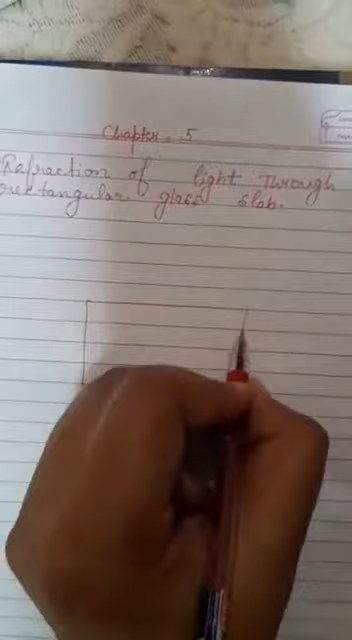 Chapter. 5
Refraction of light Through
rectangular glass slab.